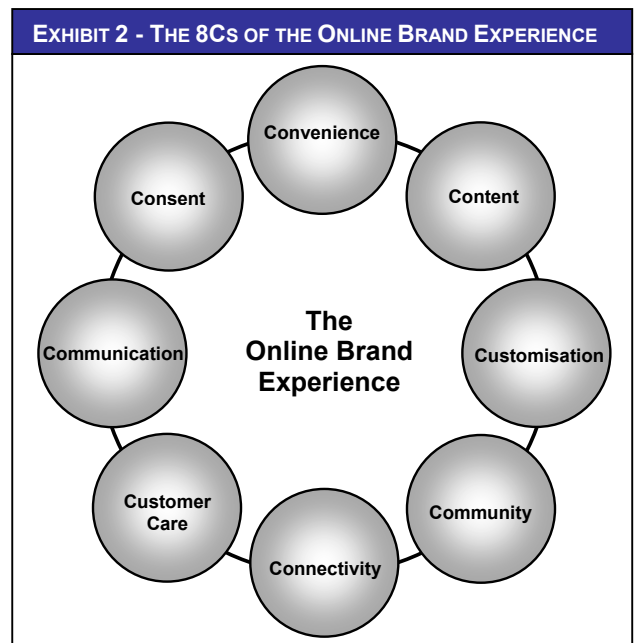 EXHIBIT 2 - THE 8CS OF THE ONLINE BRAND EXPERIENCE
Convenience
Content
Customisation
Community
Connectivity
Customer
Care
Communication
Consent
The
Online Brand
Experience